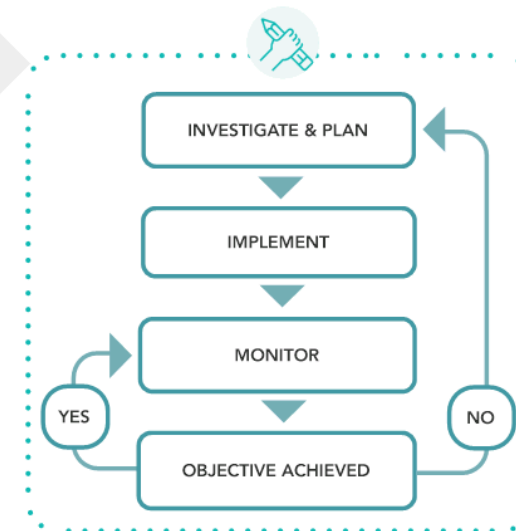 INVESTIGATE & PLAN
IMPLEMENT
MONITOR
YES
NO
OBJECTIVE ACHIEVED